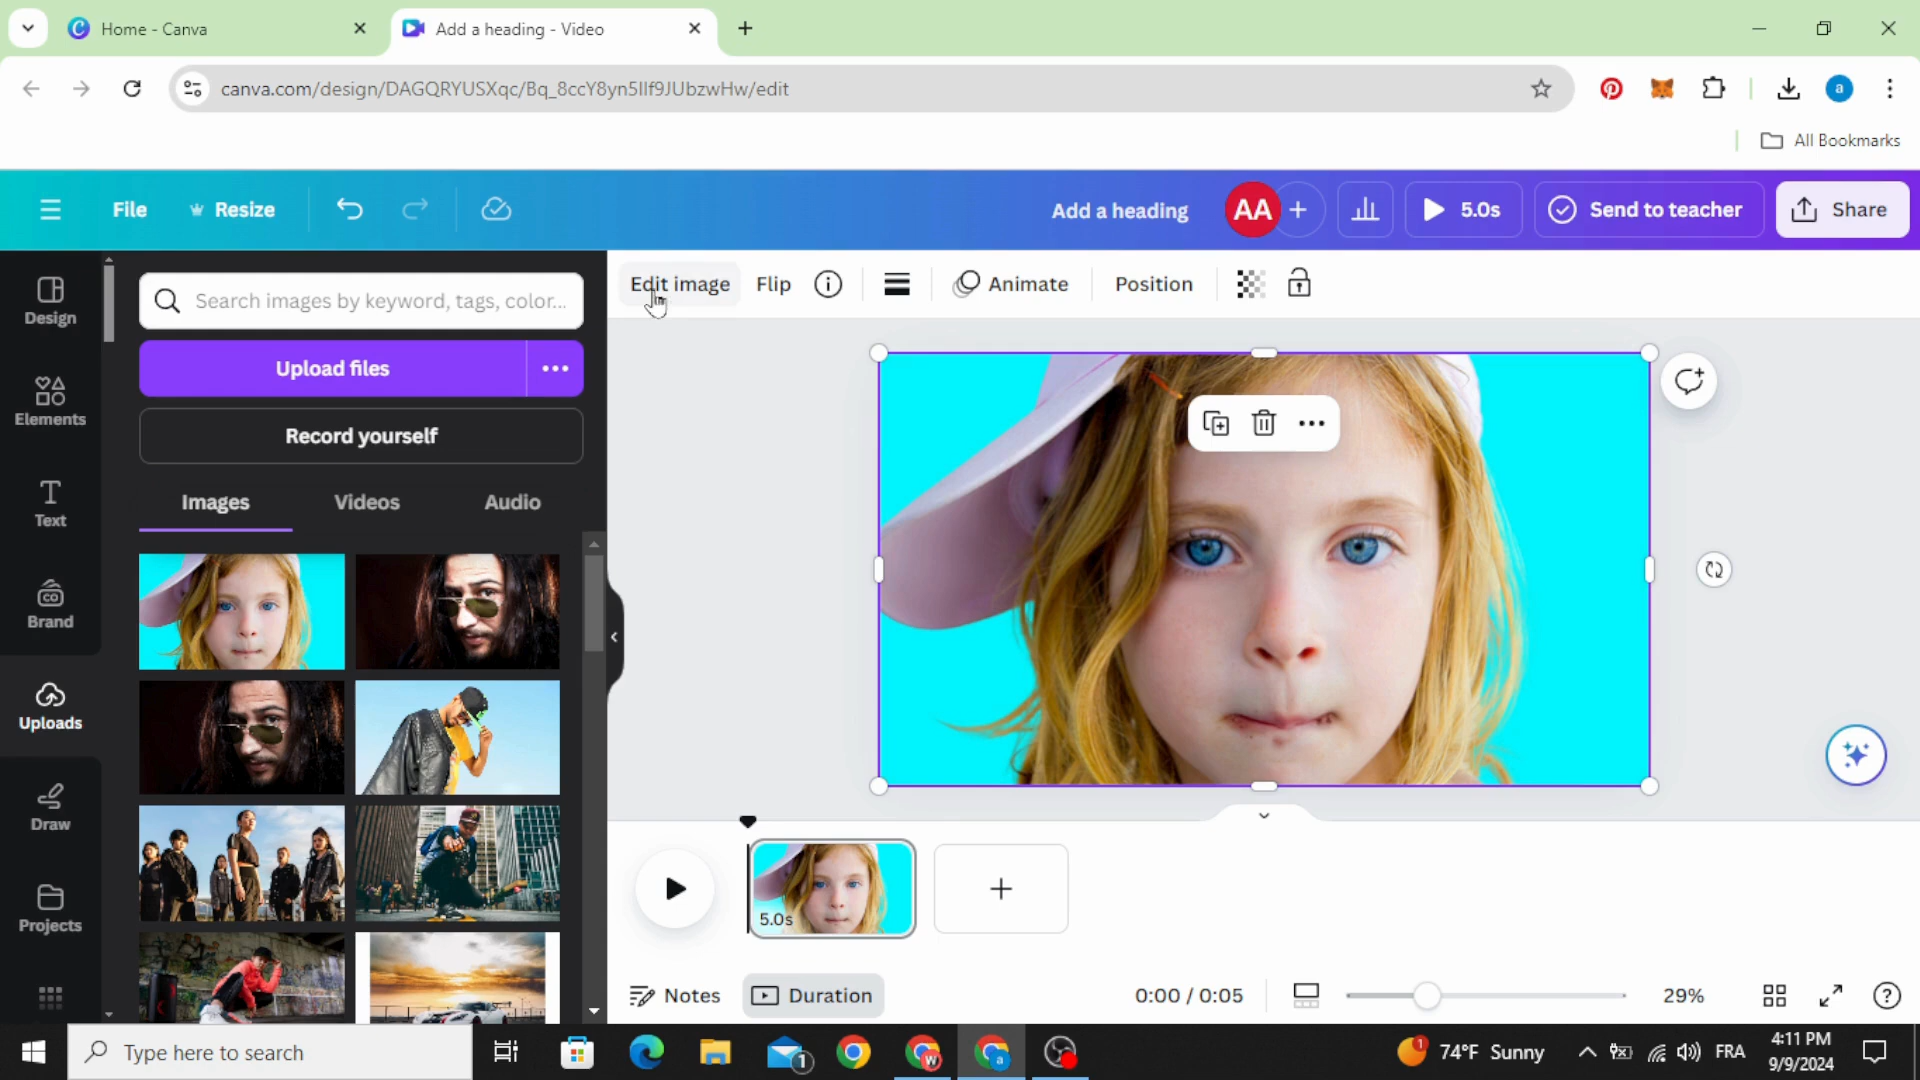 Home - Canva
Add a heading - Video
canva.com/design/DAGQRYUSXqc/Bq_8ccY8yn5Ilf9JUbzwHw/edit
a
All Bookmarks
File
Resize
Add a heading
AA
5.0s
Send to teacher
Share
Design
Elements
Text
Brand
Uploads
Draw
Projects
Search images by keyword, tags, color...
Upload files
Record yourself
Images
Videos
Audio
Edit image
Flip
Animate
Position
5.0s
Notes
Duration
0:00 / 0:05
29%
Type here to search
1
W
a
1
74°F Sunny
FRA
4:11 PM
9/9/2024